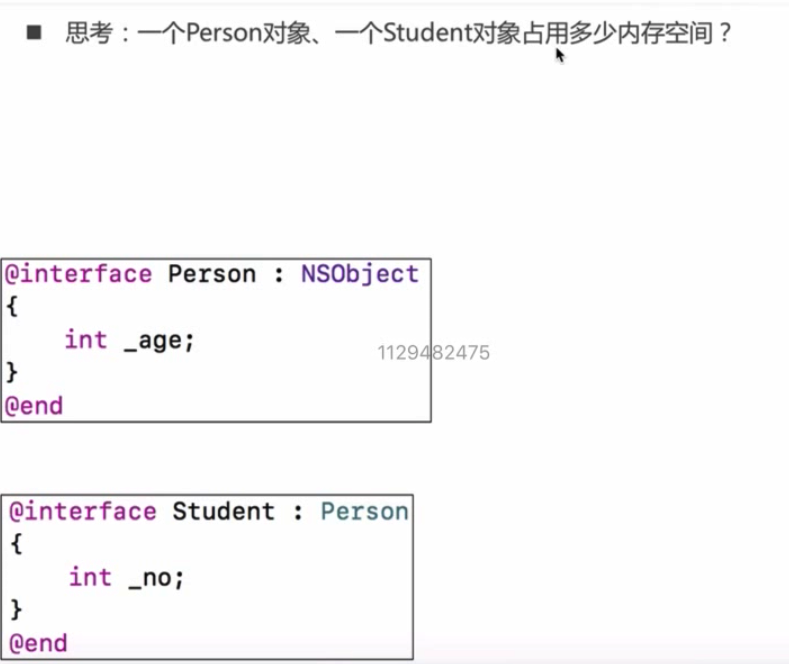 ■ 思考：一个Person对象、一个Student对象占用多少内存空间？
@interface Person : NSObject
{
    int _age;
1129482475
}
@end
@interface Student : Person
{
    int _no;
}
@end